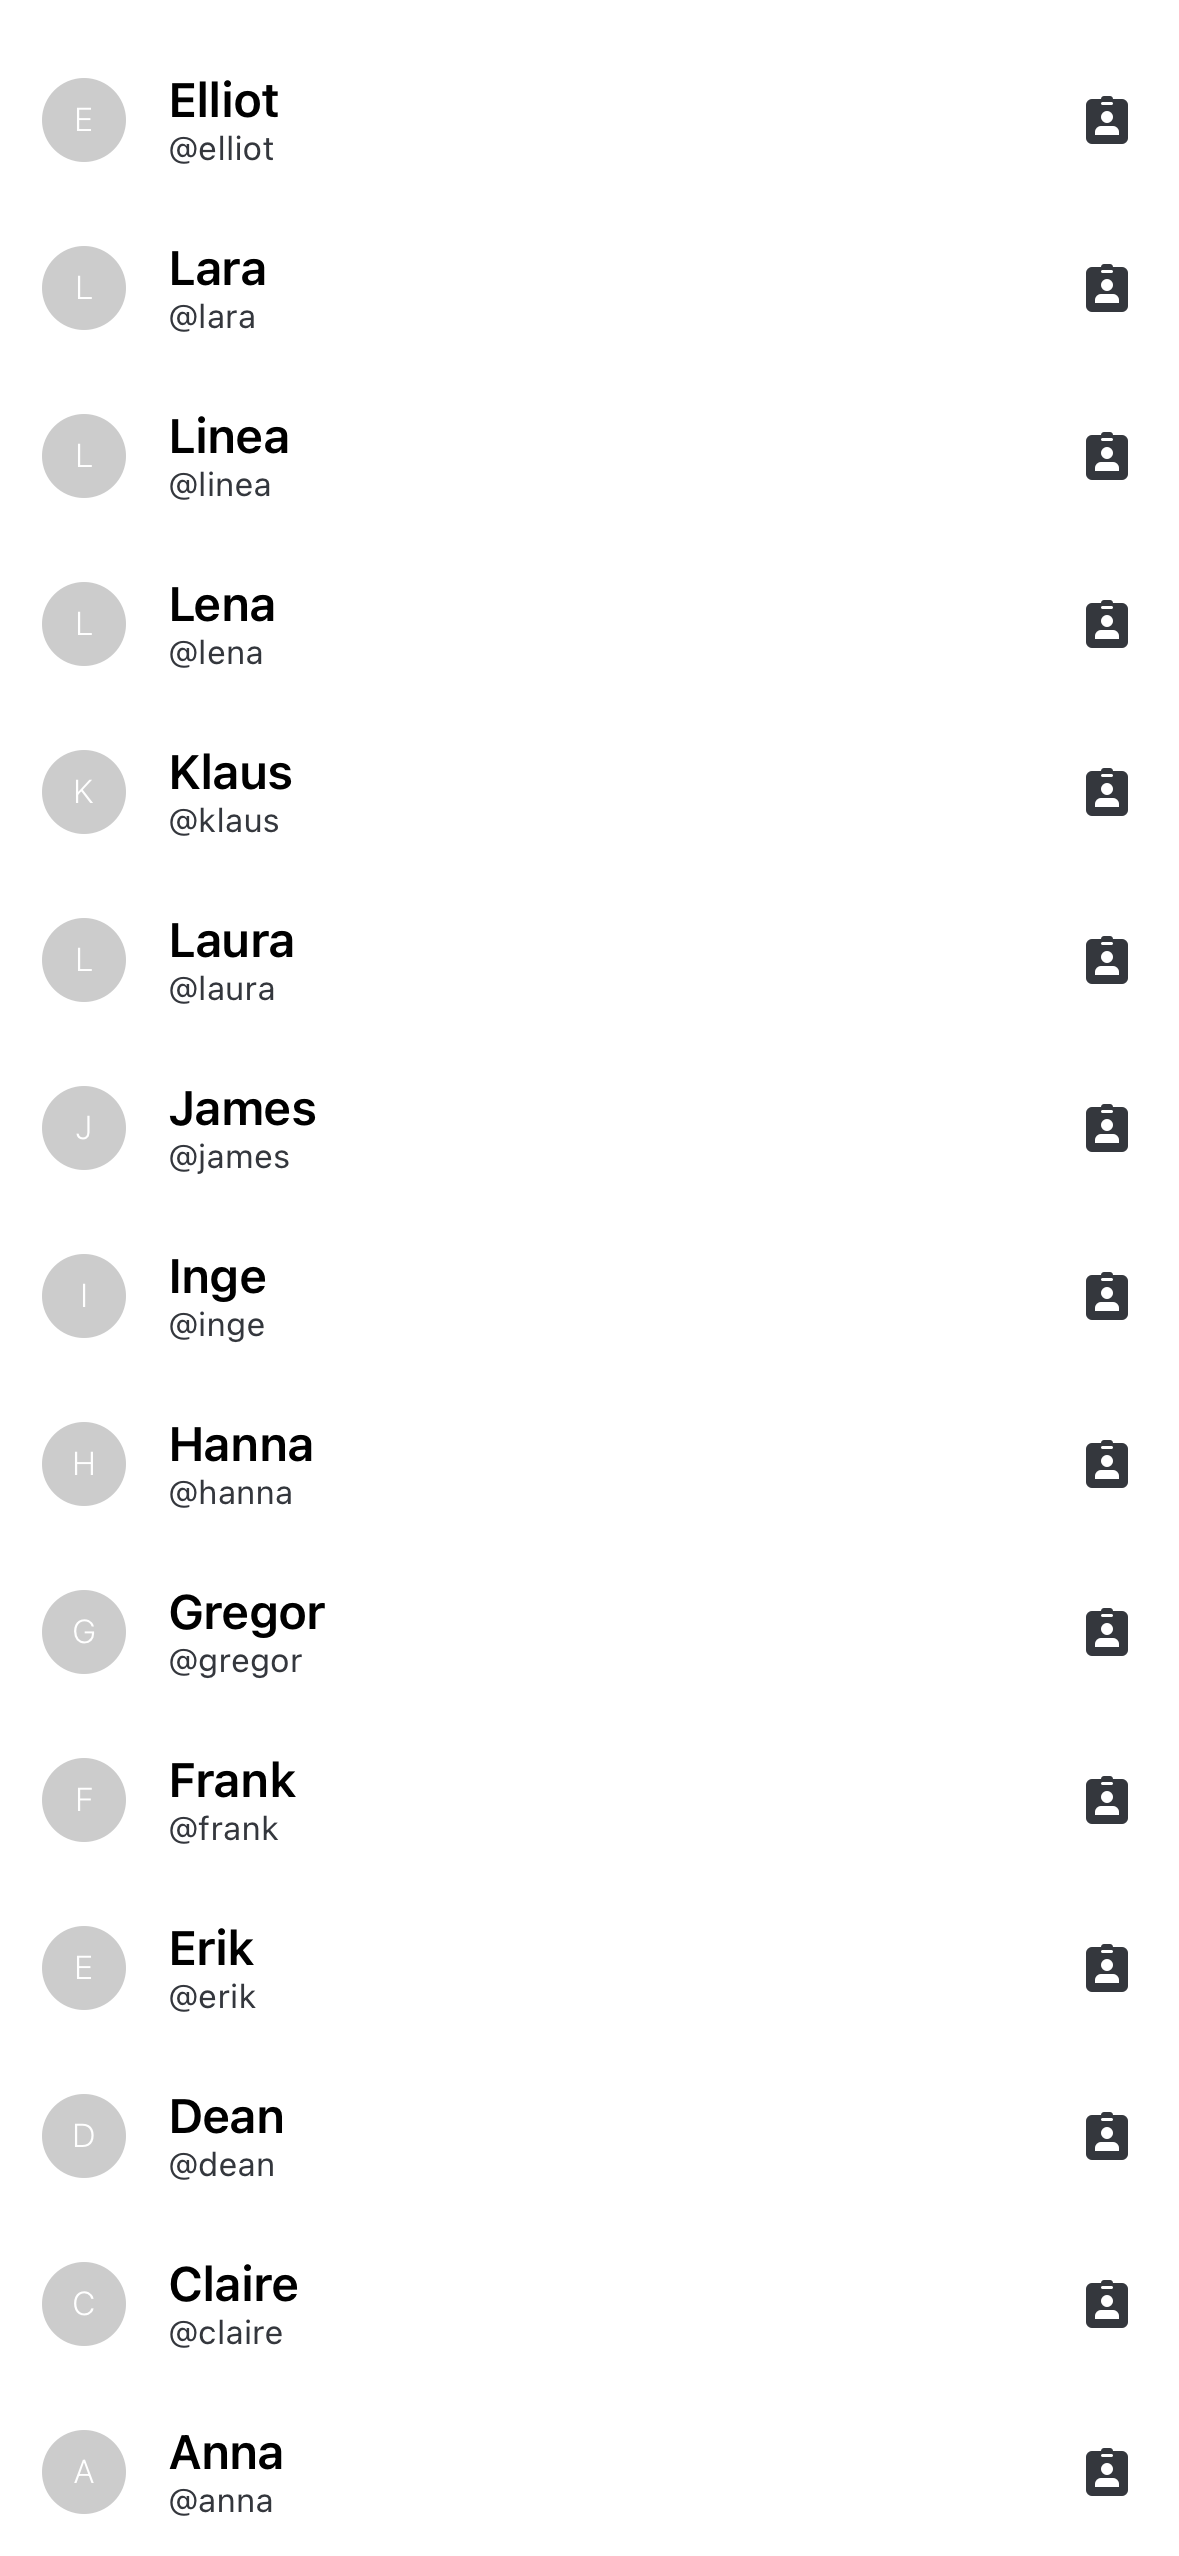 E
Elliot
@elliot
L
Lara
@lara
L
Linea
@linea
L
Lena
@lena
K
Klaus
@klaus
L
Laura
@laura
J
James
@james
I
Inge
@inge
H
Hanna
@hanna
G
Gregor
@gregor
F
Frank
@frank
E
Erik
@erik
D
Dean
@dean
C
Claire
@claire
A
Anna
@anna